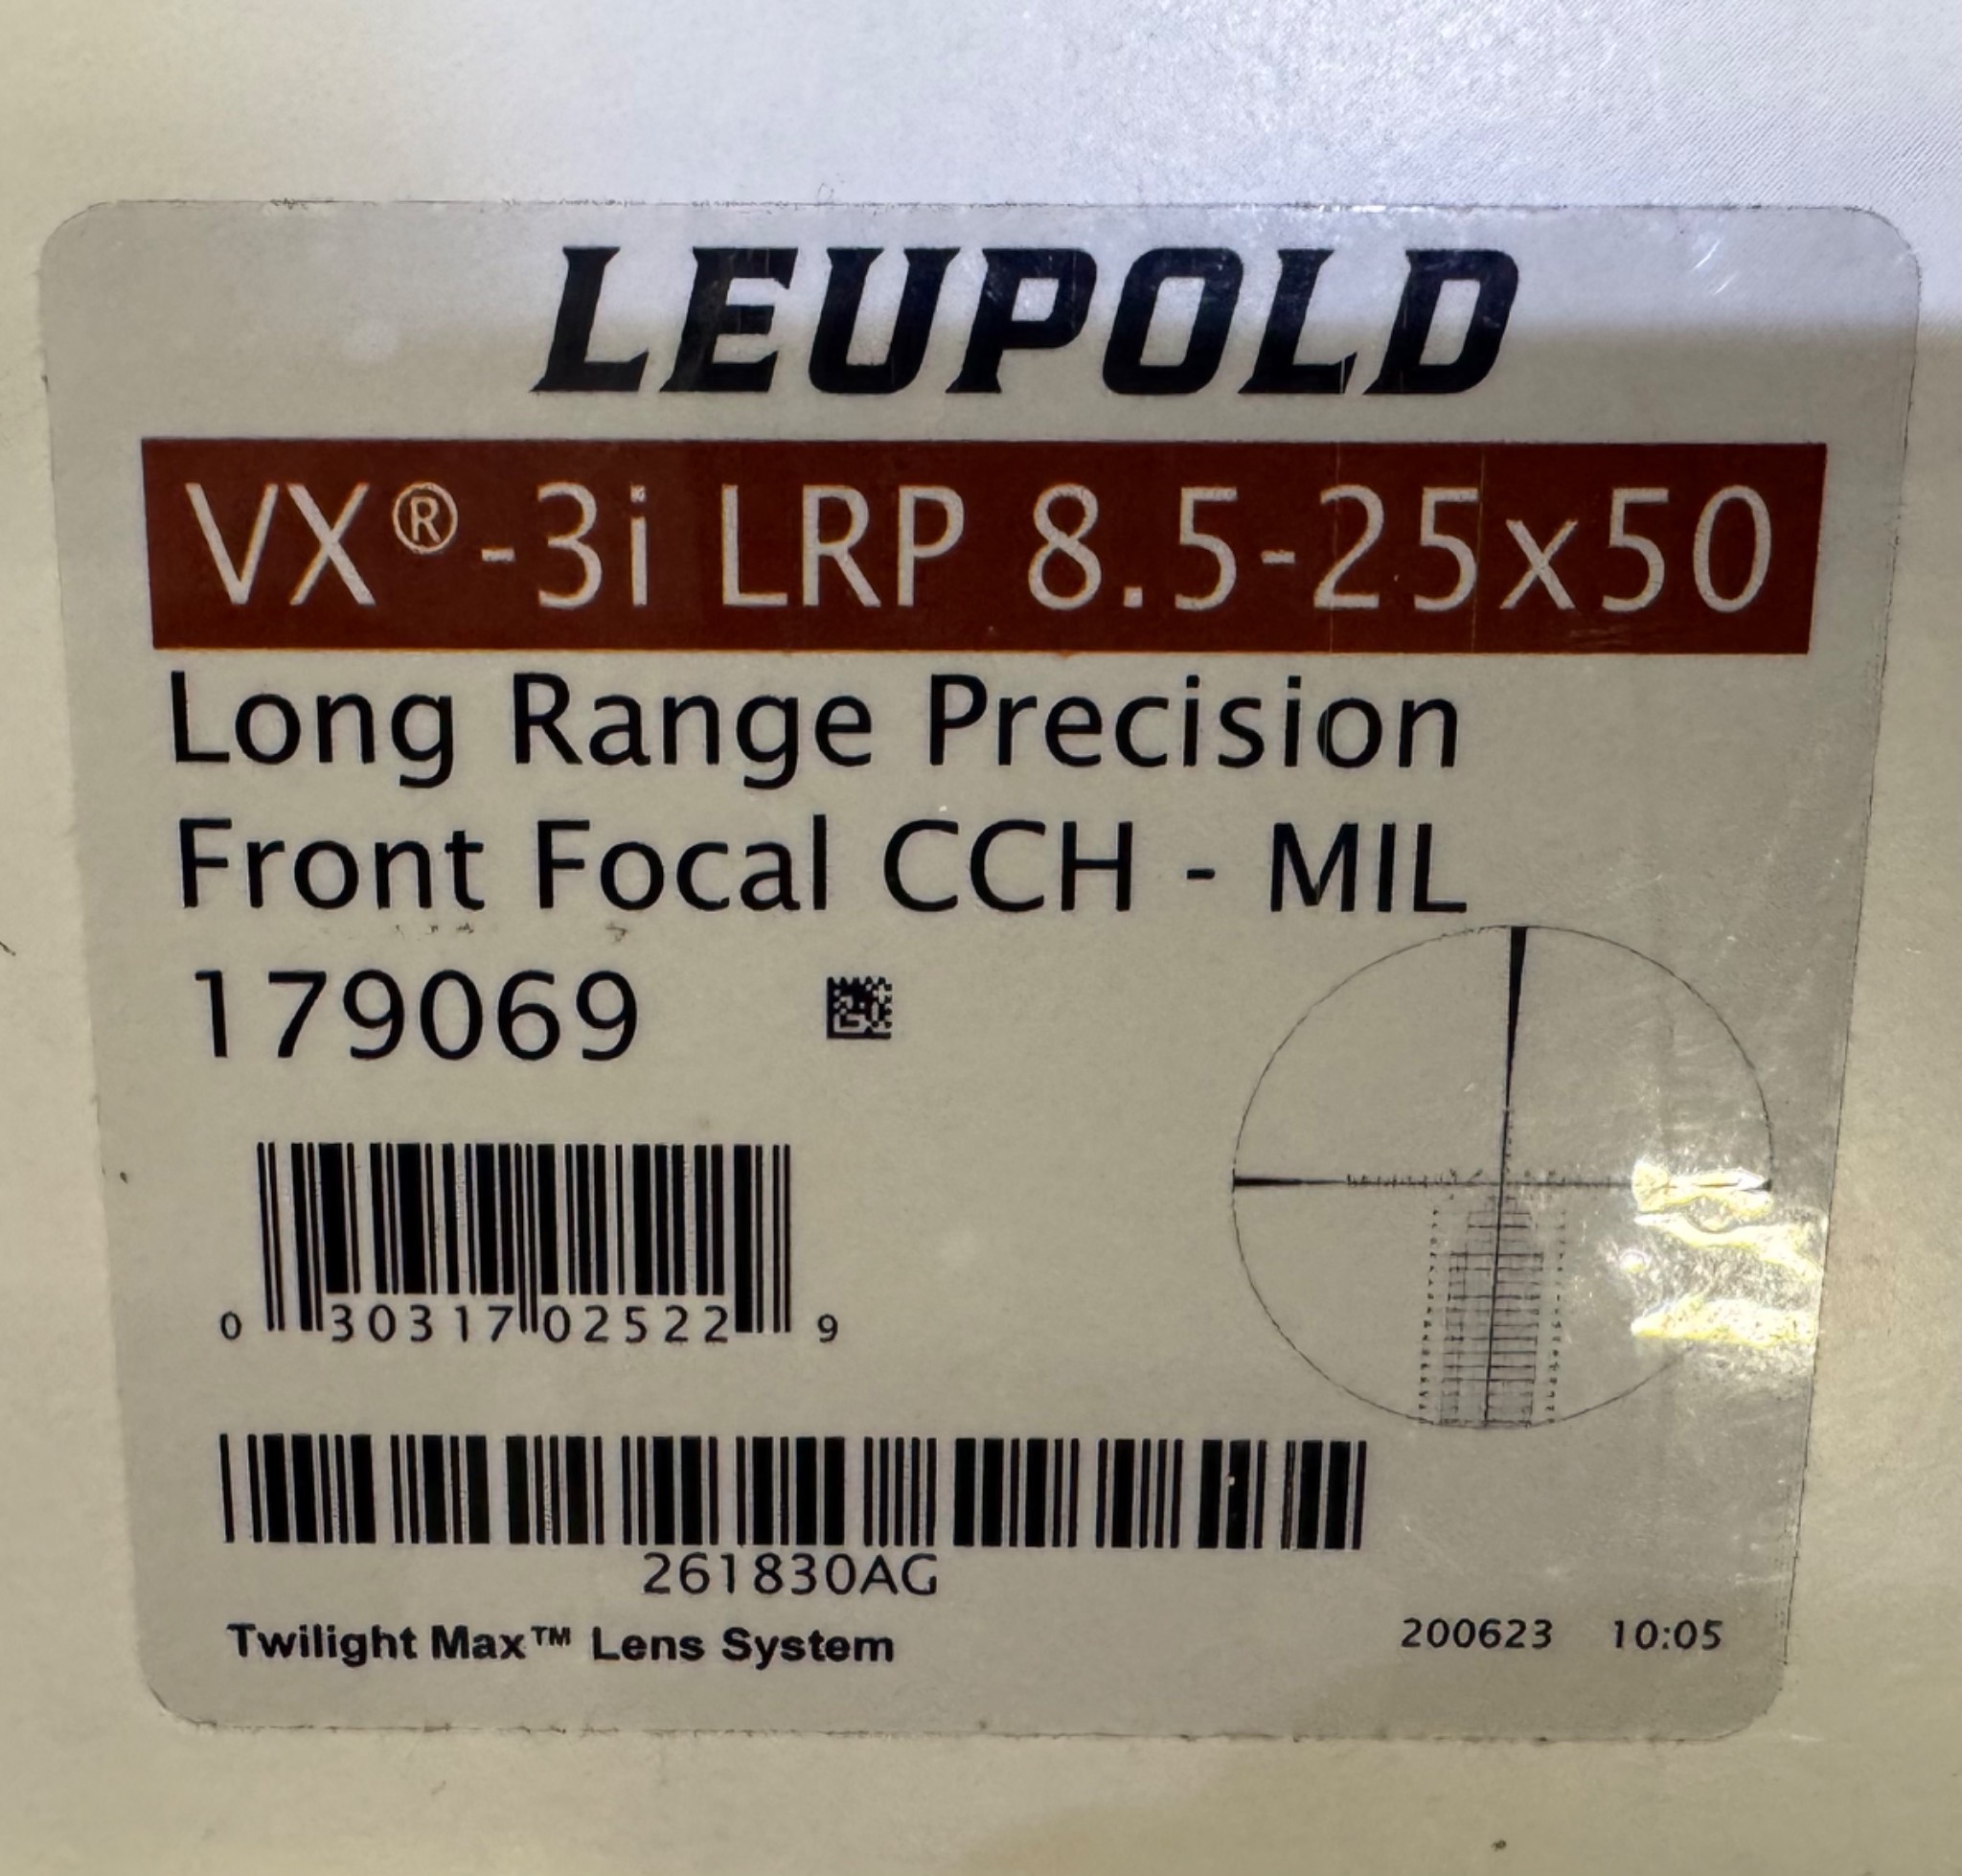 LEUPOLD
VX®-3i LRP 8.5-25x50
Long Range Precision
Front Focal CCH - MIL
179069
0 30317 02522 9
261830AG
Twilight Max™ Lens System
200623 10:05